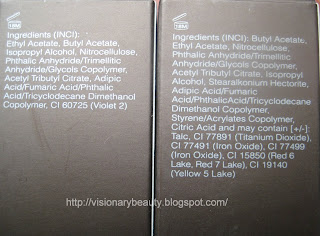 Ingredients (INCI):
Ethyl Acetate, Butyl Acetate,
Isopropyl Alcohol, Nitrocellulose,
Phthalic Anhydride/Trimellitic
Anhydride/Glycols Copolymer,
Acetyl Tributyl Citrate, Adipic
Acid/Fumaric Acid/Phthalic
Acid/Tricyclodecane Dimethanol
Copolymer, CI 60725 (Violet 2)
Ingredients (INCI): Butyl Acetate,
Ethyl Acetate, Nitrocellulose,
Phthalic Anhydride/Trimellitic
Anhydride/Glycols Copolymer,
Acetyl Tributyl Citrate, Isopropyl
Alcohol, Stearalkonium Hectorite,
Adipic Acid/Fumaric
Acid/PhthalicAcid/Tricyclodecane
Dimethanol Copolymer,
Styrene/Acrylates Copolymer,
Citric Acid and may contain [+/-]:
Talc, CI 77891 (Titanium Dioxide),
CI 77491 (Iron Oxide), CI 77499
(Iron Oxide), CI 15850 (Red 6
Lake, Red 7 Lake), CI 19140
(Yellow 5 Lake)
http://visionarybeauty.blogspot.com/